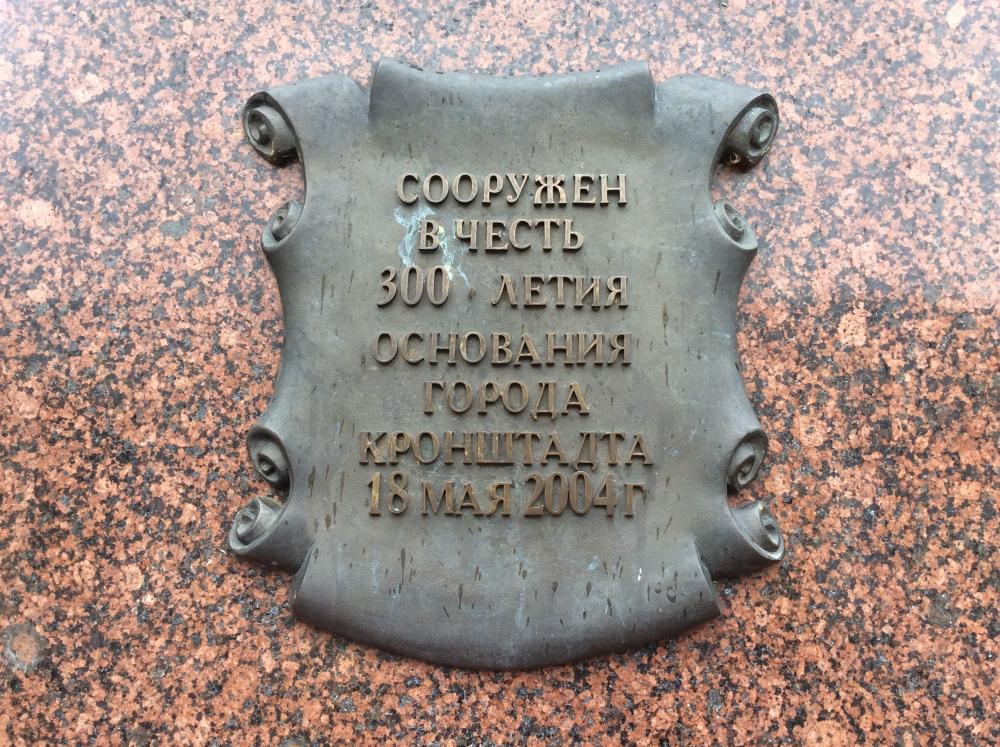 СООРУЖЕН
В ЧЕСТЬ
300 ЛЕТИЯ
ОСНОВАНИЯ
ГОРОДА
КРОНШТАДТА
18 МАЯ 2004 Г